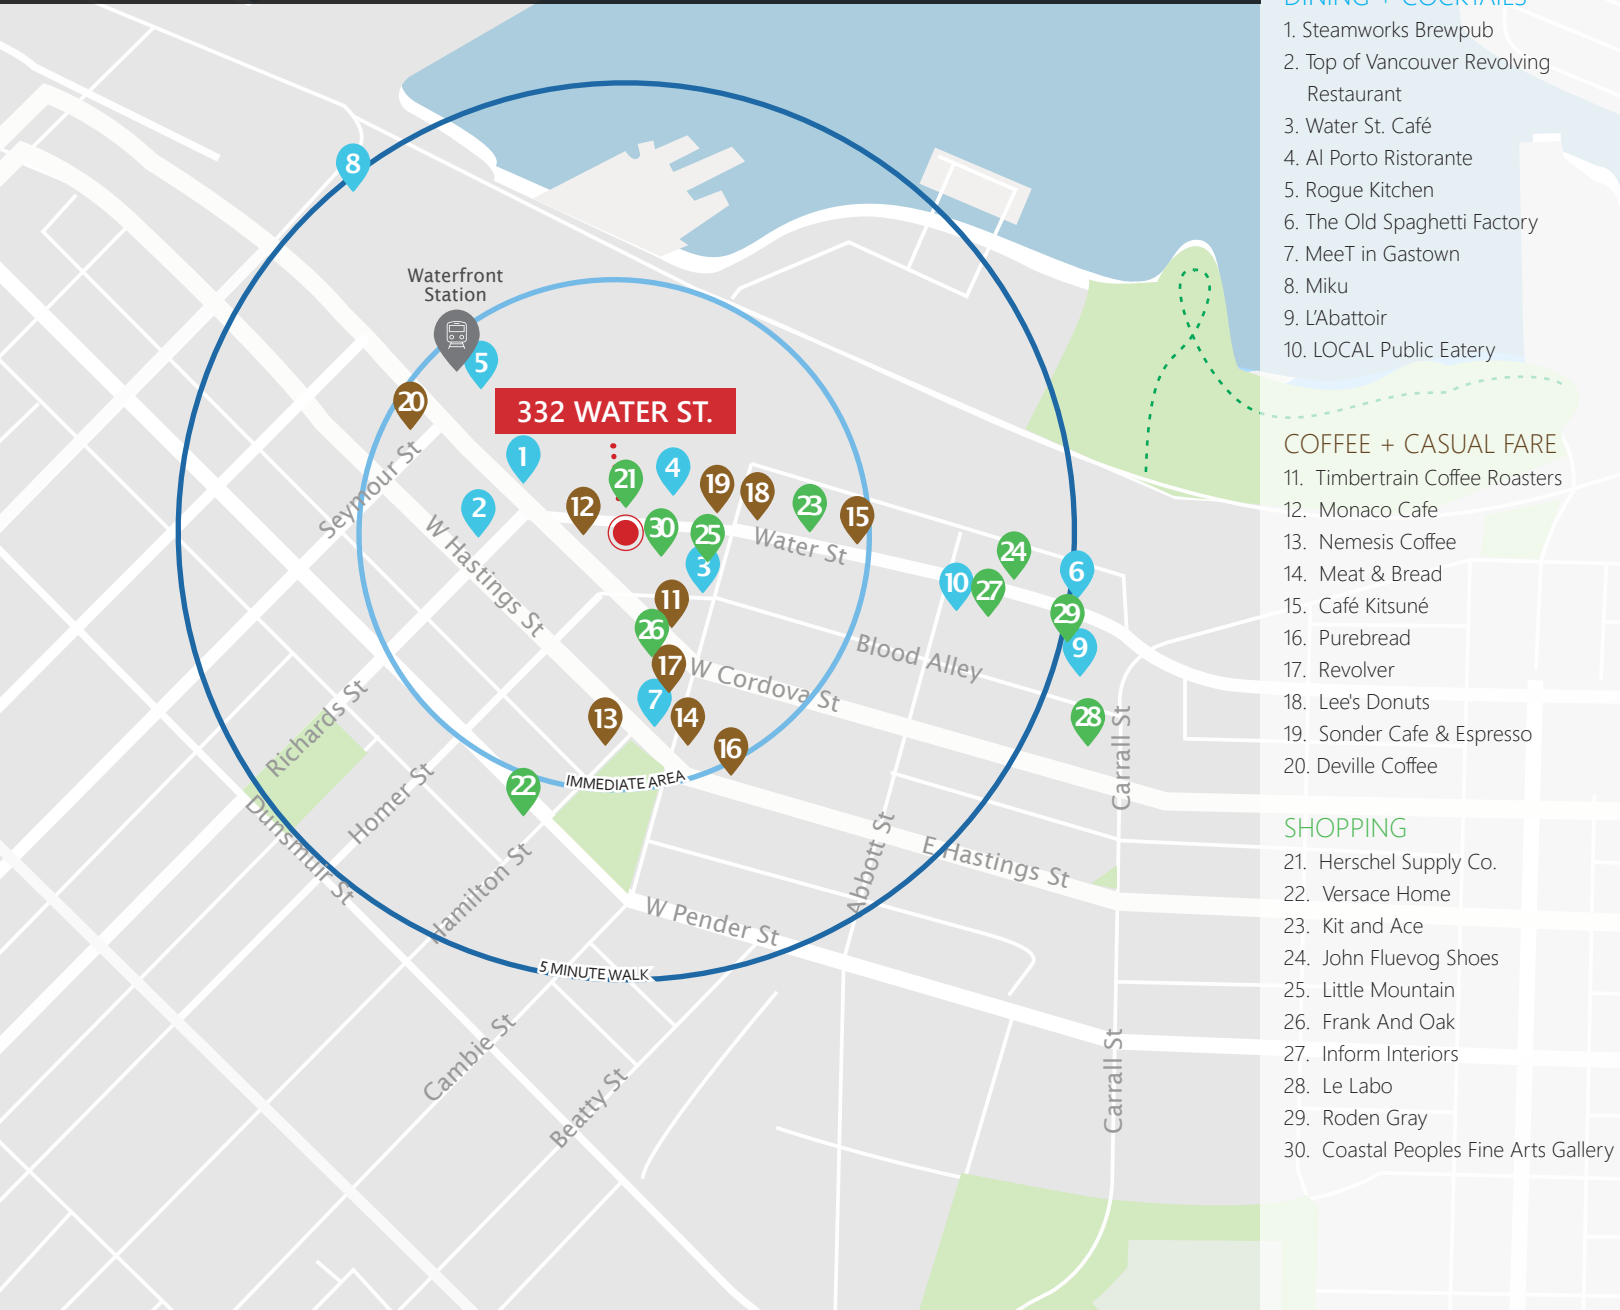 DINING + COCKTAILS
1. Steamworks Brewpub
2. Top of Vancouver Revolving
Restaurant
3. Water St. Café
4. Al Porto Ristorante
5. Rogue Kitchen
6. The Old Spaghetti Factory
7. MeeT in Gastown
8. Miku
9. L'Abattoir
10. LOCAL Public Eatery
COFFEE + CASUAL FARE
11. Timbertrain Coffee Roasters
12. Monaco Cafe
13. Nemesis Coffee
14. Meat & Bread
15. Café Kitsuné
16. Purebread
17. Revolver
18. Lee's Donuts
19. Sonder Cafe & Espresso
20. Deville Coffee
SHOPPING
21. Herschel Supply Co.
22. Versace Home
23. Kit and Ace
24. John Fluevog Shoes
25. Little Mountain
26. Frank And Oak
27. Inform Interiors
28. Le Labo
29. Roden Gray
30. Coastal Peoples Fine Arts Gallery
8
Waterfront
Station
5
20
332 WATER ST.
1
4
21
19
18
2
12
23
15
30
25
3
Water St
24
10
27
6
29
9
28
Seymour St
W Hastings St
11
26
17
W Cordova St
Blood Alley
7
13
14
16
IMMEDIATE AREA
22
Richards St
Dunsmuir St
Homer St
Hamilton St
Carrall St
Abbott St
E Hastings St
W Pender St
5 MINUTE WALK
Cambie St
Beatty St
Carrall St